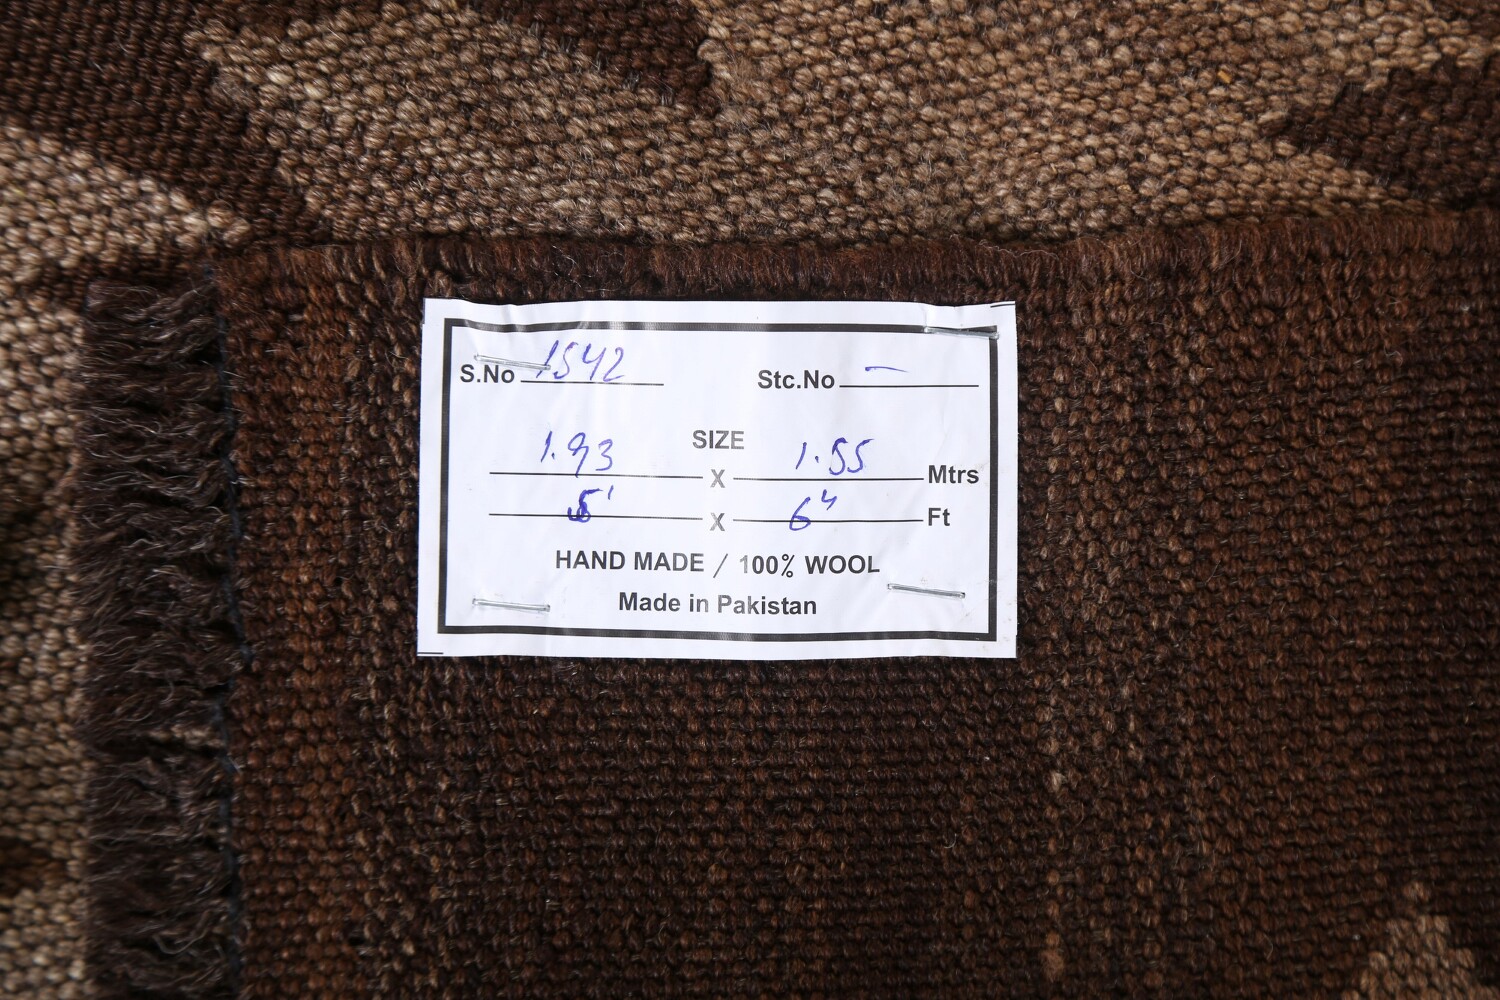 S.No 1542 Stc.No —
SIZE
1.93 X 1.55 Mtrs
5' X 6" Ft
HAND MADE / 100% WOOL
Made in Pakistan